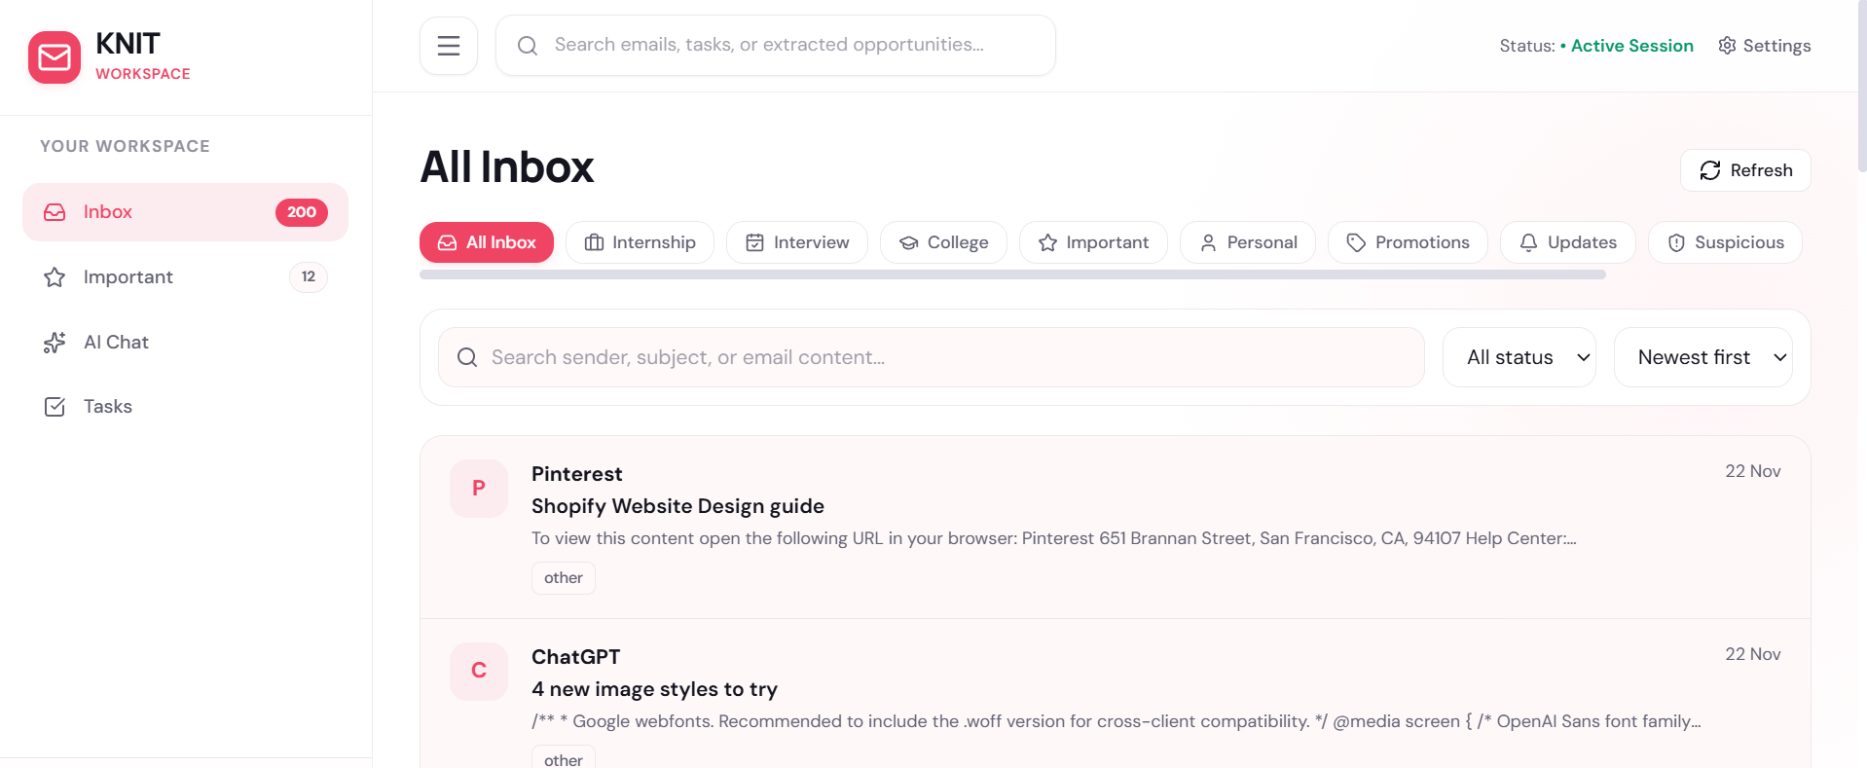 KNIT
WORKSPACE
YOUR WORKSPACE
Inbox 200
Important 12
AI Chat
Tasks
Search emails, tasks, or extracted opportunities...
Status: • Active Session
Settings
All Inbox
Refresh
All Inbox
Internship
Interview
College
Important
Personal
Promotions
Updates
Suspicious
Search sender, subject, or email content...
All status
Newest first
P
Pinterest
22 Nov
Shopify Website Design guide
To view this content open the following URL in your browser: Pinterest 651 Brannan Street, San Francisco, CA, 94107 Help Center:...
other
C
ChatGPT
22 Nov
4 new image styles to try
/** * Google webfonts. Recommended to include the .woff version for cross-client compatibility. */ @media screen { /* OpenAI Sans font family...
other